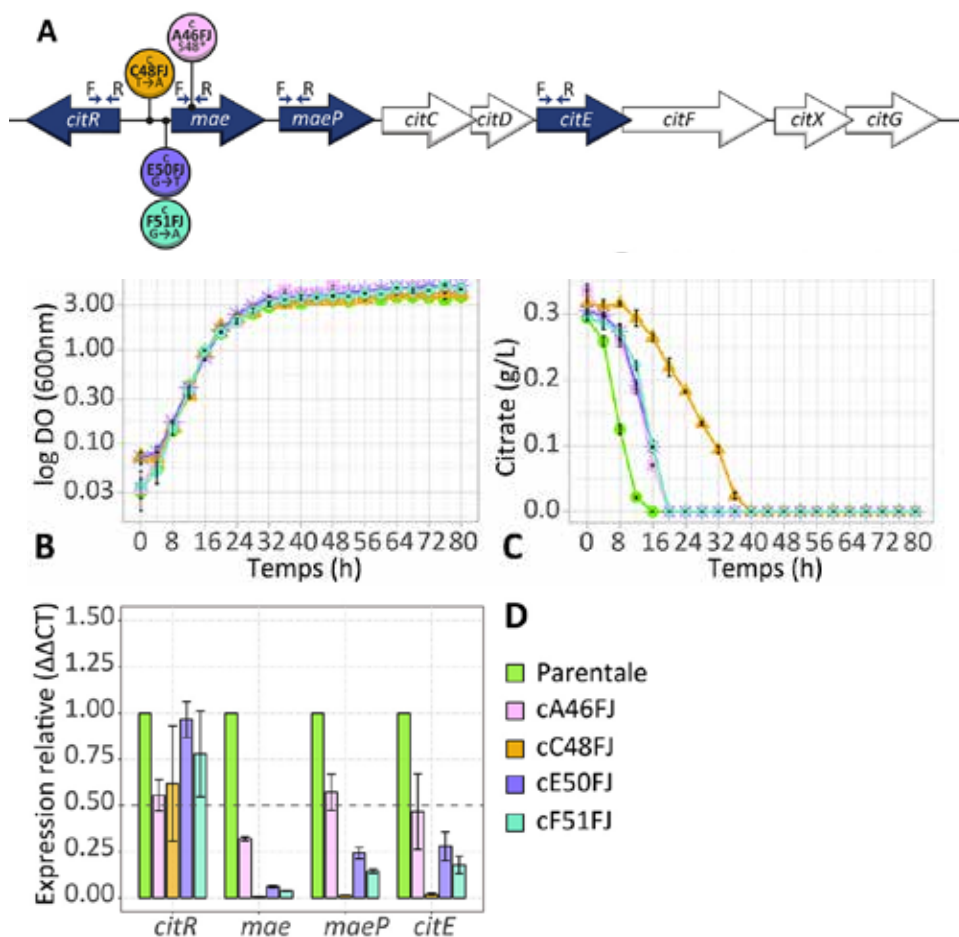 A
c
A46FJ
S48*
c
C48FJ
T→A
F R F R F R F R
citR mae maeP citC citD citE citF citX citG
c
E50FJ
G→T
c
F51FJ
G→A
log DO (600nm)
3.00
1.00
0.30
0.10
0.03
0 8 16 24 32 40 48 56 64 72 80
Temps (h)
B
Citrate (g/L)
0.3
0.2
0.1
0.0
0 8 16 24 32 40 48 56 64 72 80
Temps (h)
C
Expression relative (ΔΔCT)
1.50
1.25
1.00
0.75
0.50
0.25
0.00
citR mae maeP citE
D
Parentale
cA46FJ
cC48FJ
cE50FJ
cF51FJ